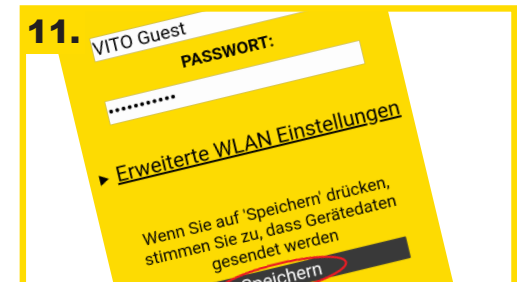 11.
VITO Guest
PASSWORT:
•••••••••••
▸ Erweiterte WLAN Einstellungen
Wenn Sie auf 'Speichern' drücken,
stimmen Sie zu, dass Gerätedaten
gesendet werden
Speichern